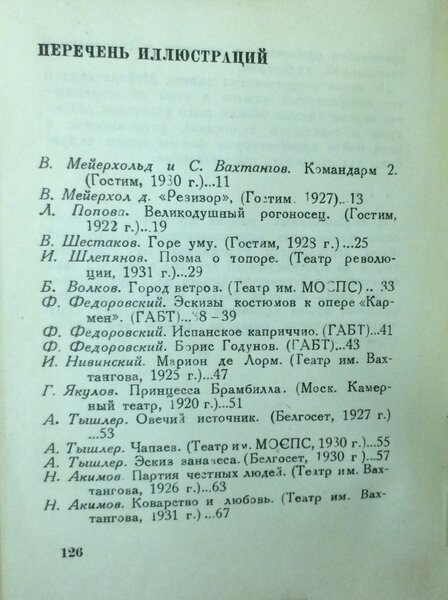 ПЕРЕЧЕНЬ ИЛЛЮСТРАЦИЙ
В. Мейерхольд и С. Вахтангов. Командарм 2.
(Гостим, 1930 г.)...11
В. Мейерхол д. «Ревизор», (Гостим. 1927)...13
Л. Попова. Великодушный рогоносец. (Гостим,
1922 г.)...19
В. Шестаков. Горе уму. (Гостим, 1928 г.)...25
И. Шлепянов. Поэма о топоре. (Театр револю-
ции, 1931 г.)...29
Б. Волков. Город ветров. (Театр им. МОСПС) .. 33
Ф. Федоровский. Эскизы костюмов к опере «Кар-
мен». (ГАБТ)...38—39
Ф. Федоровский. Испанское каприччио. (ГАБТ)...41
Ф. Федоровский. Борис Годунов. (ГАБТ)...43
И. Нивинский. Марион де Лорм. (Театр им. Вах-
тангова, 1925 г.)...47
Г. Якулов. Принцесса Брамбилла. (Моск. Камер-
ный театр, 1920 г.)...51
А. Тышлер. Овечий источник. (Белгосет, 1927 г.)
...53
А. Тышлер. Чапаев. (Театр им. МОСПС, 1930 г.)...55
А. Тышлер. Эскиз занавеса. (Белгосет, 1930 г )...57
Н. Акимов. Партия честных людей. (Театр им. Вах-
тангова, 1926 г.)...63
Н. Акимов. Коварство и любовь. (Театр им. Вах-
тангова, 1931 г.)...67
126